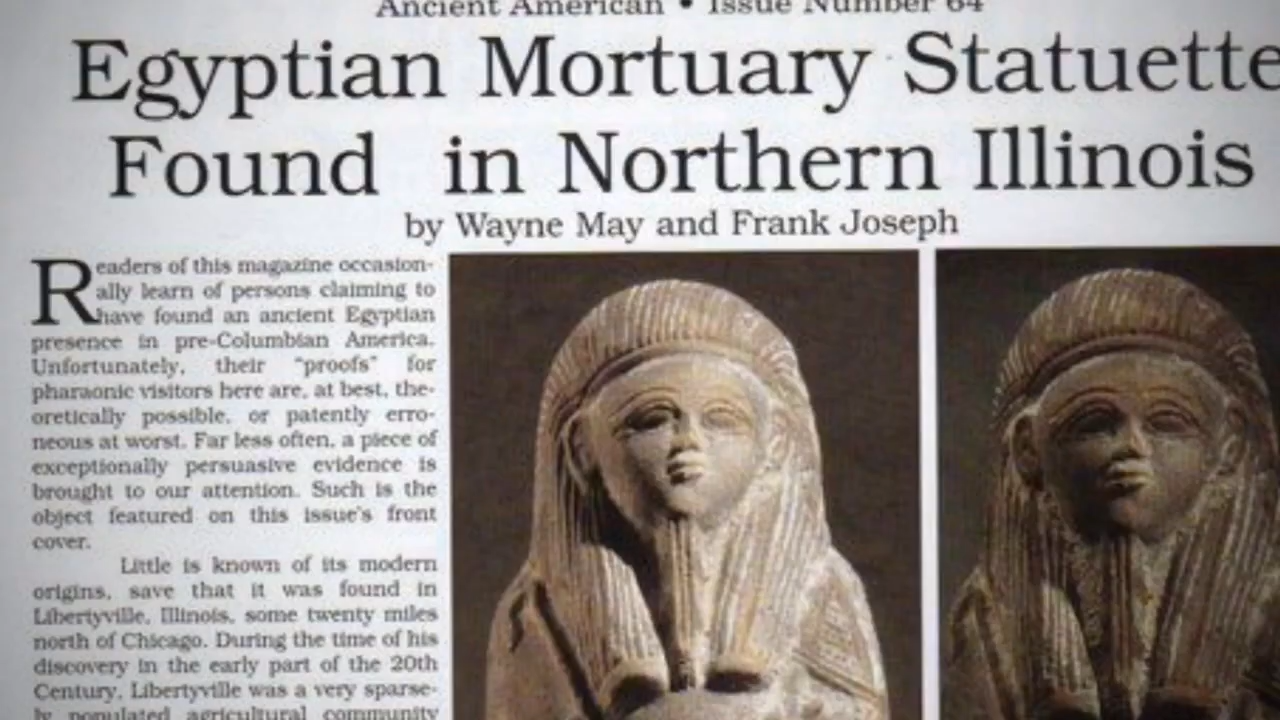 Ancient American • Issue Number 64
Egyptian Mortuary Statuette
Found in Northern Illinois
by Wayne May and Frank Joseph
Readers of this magazine occasion-
ally learn of persons claiming to
have found an ancient Egyptian
presence in pre-Columbian America.
Unfortunately, their "proofs" for
pharaonic visitors here are, at best, the-
oretically possible, or patently erro-
neous at worst. Far less often, a piece of
exceptionally persuasive evidence is
brought to our attention. Such is the
object featured on this issue's front
cover.
Little is known of its modern
origins, save that it was found in
Libertyville, Illinois, some twenty miles
north of Chicago. During the time of his
discovery in the early part of the 20th
Century, Libertyville was a very sparse-
ly populated agricultural community